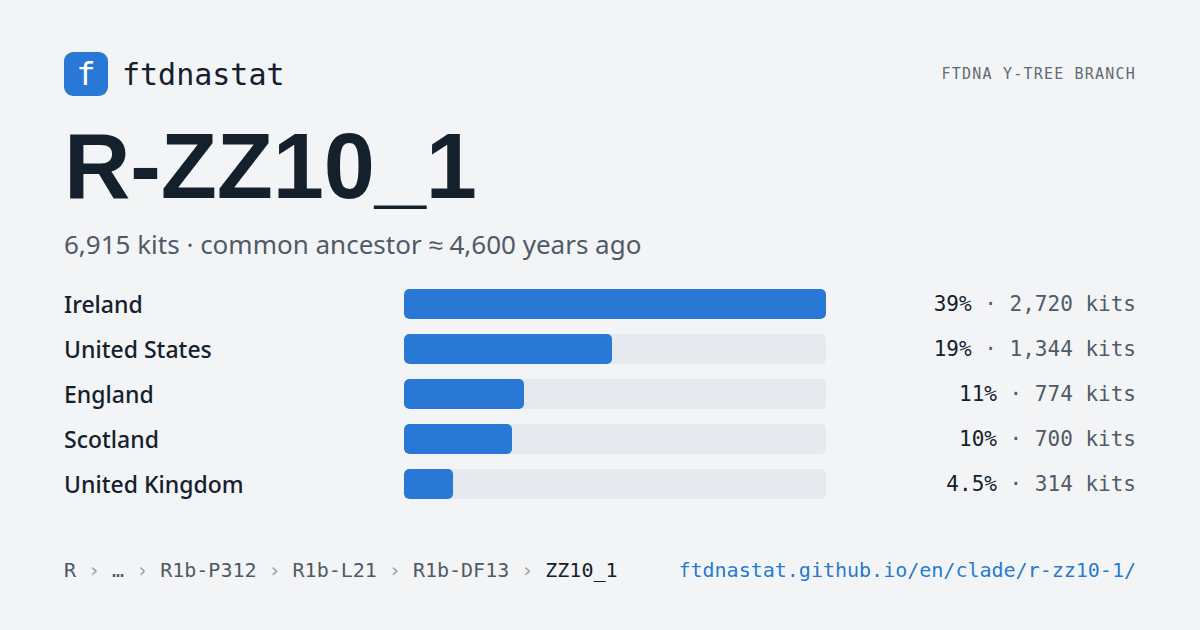 f ftdnastat
FTDNA Y-TREE BRANCH
R-ZZ10_1
6,915 kits · common ancestor ≈ 4,600 years ago
Ireland 39% · 2,720 kits
United States 19% · 1,344 kits
England 11% · 774 kits
Scotland 10% · 700 kits
United Kingdom 4.5% · 314 kits
R › … › R1b-P312 › R1b-L21 › R1b-DF13 › ZZ10_1
ftdnastat.github.io/en/clade/r-zz10-1/